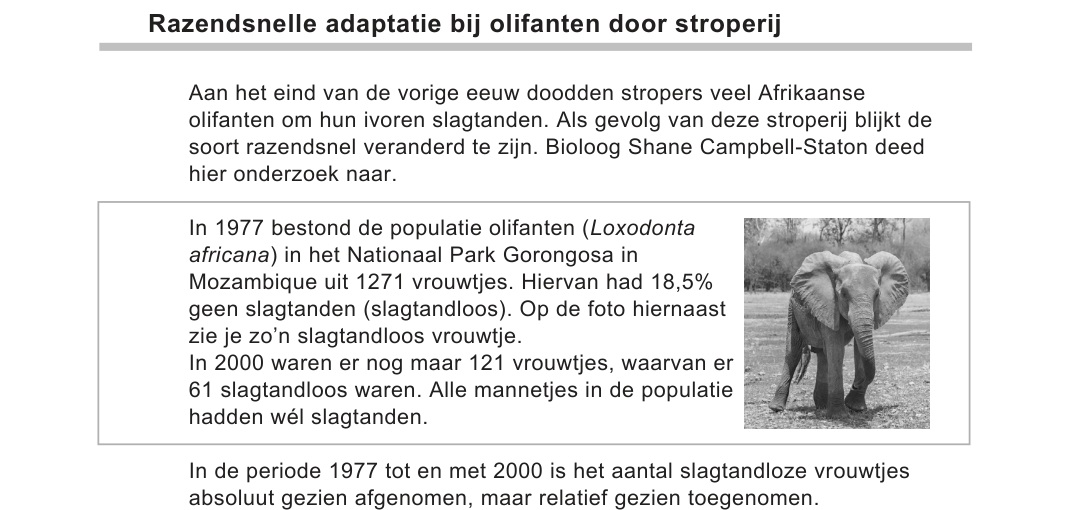 Razendsnelle adaptatie bij olifanten door stroperij
Aan het eind van de vorige eeuw doodden stropers veel Afrikaanse
olifanten om hun ivoren slagtanden. Als gevolg van deze stroperij blijkt de
soort razendsnel veranderd te zijn. Bioloog Shane Campbell-Staton deed
hier onderzoek naar.
In 1977 bestond de populatie olifanten (Loxodonta
africana) in het Nationaal Park Gorongosa in
Mozambique uit 1271 vrouwtjes. Hiervan had 18,5%
geen slagtanden (slagtandloos). Op de foto hiernaast
zie je zo’n slagtandloos vrouwtje.
In 2000 waren er nog maar 121 vrouwtjes, waarvan er
61 slagtandloos waren. Alle mannetjes in de populatie
hadden wél slagtanden.
In de periode 1977 tot en met 2000 is het aantal slagtandloze vrouwtjes
absoluut gezien afgenomen, maar relatief gezien toegenomen.